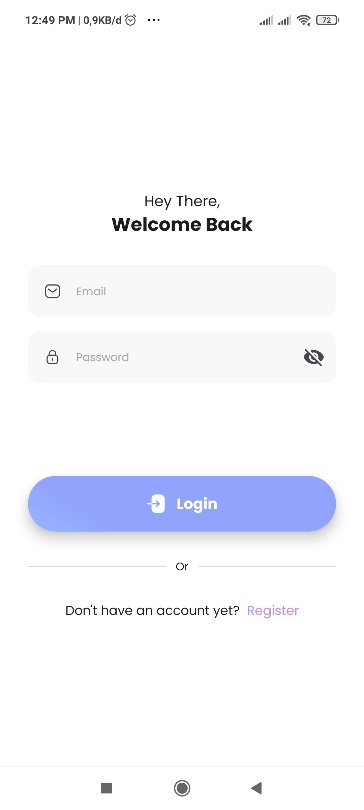 12:49 PM | 0,9KB/d ...
72
Hey There,
Welcome Back
Email
Password
Login
Or
Don't have an account yet? Register